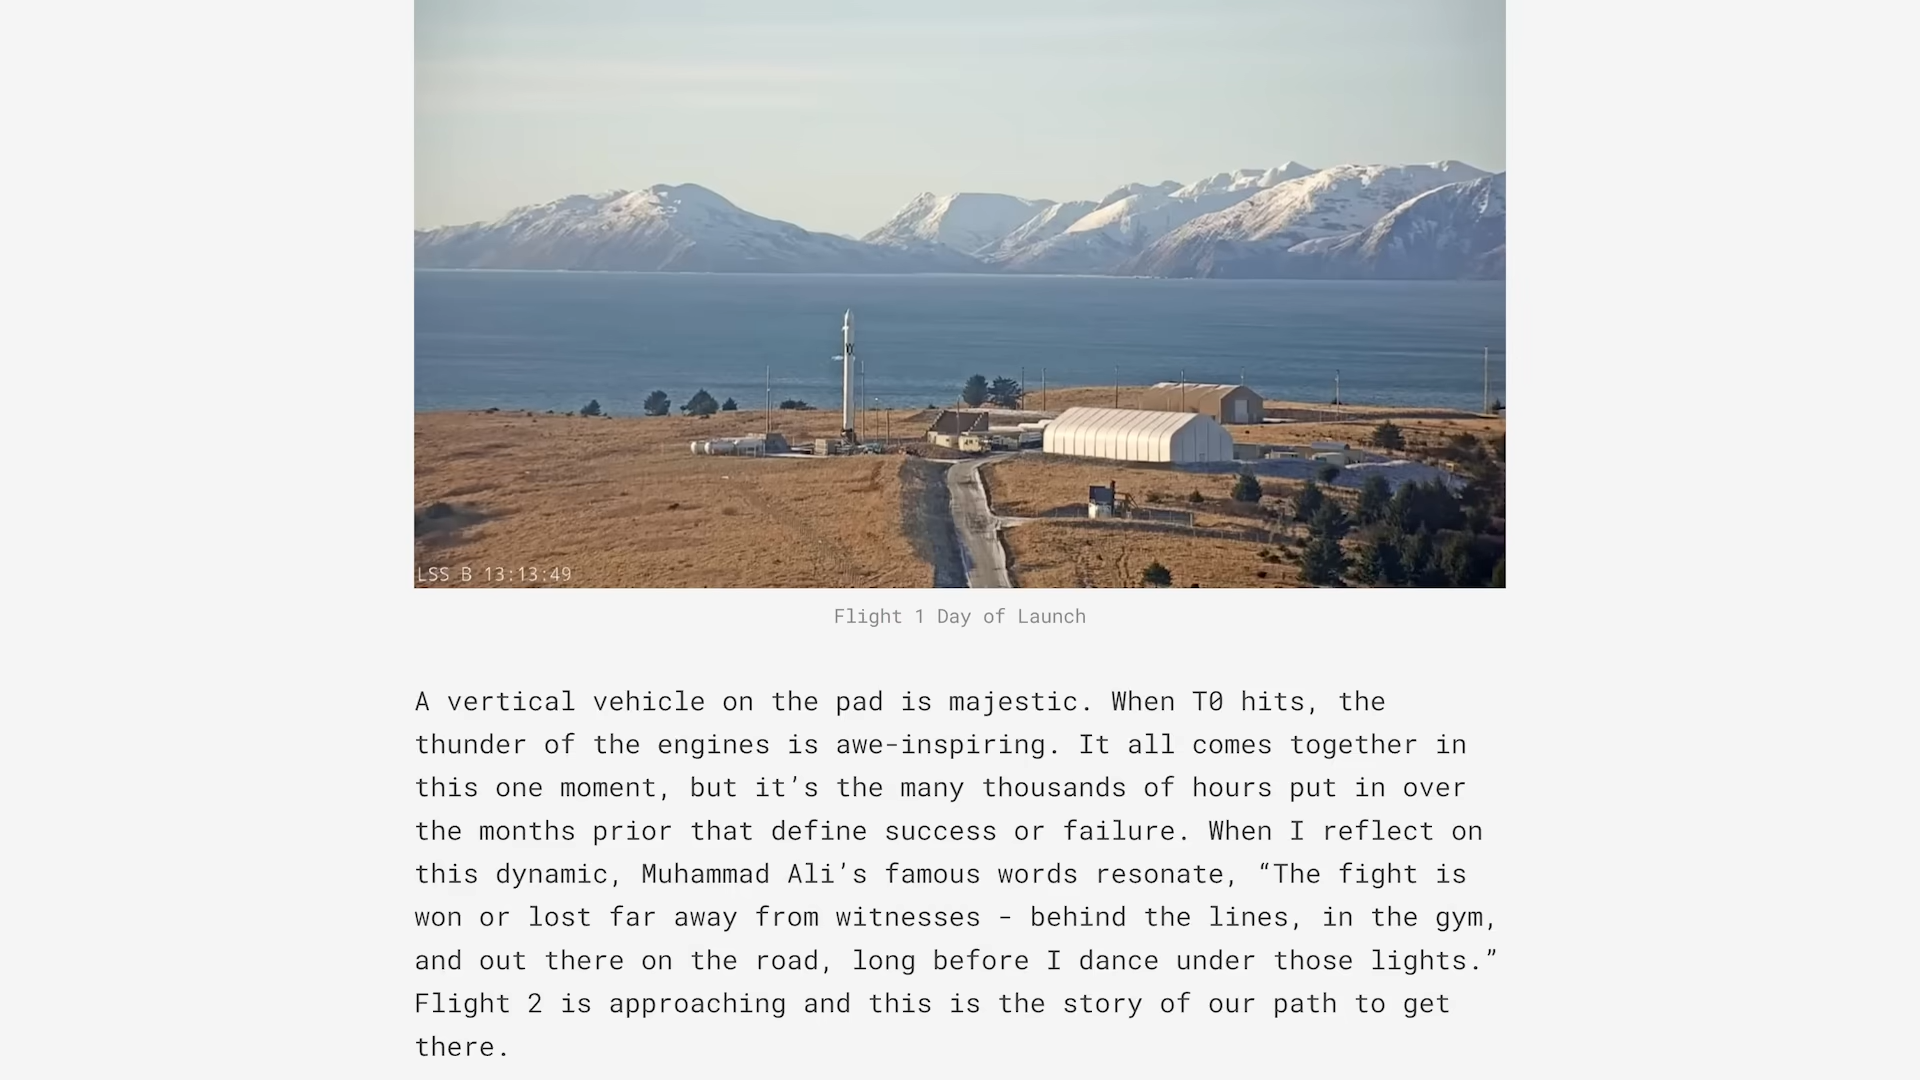 LSS B 13:13:49
Flight 1 Day of Launch
A vertical vehicle on the pad is majestic. When T0 hits, the
thunder of the engines is awe-inspiring. It all comes together in
this one moment, but it’s the many thousands of hours put in over
the months prior that define success or failure. When I reflect on
this dynamic, Muhammad Ali’s famous words resonate, “The fight is
won or lost far away from witnesses - behind the lines, in the gym,
and out there on the road, long before I dance under those lights.”
Flight 2 is approaching and this is the story of our path to get
there.